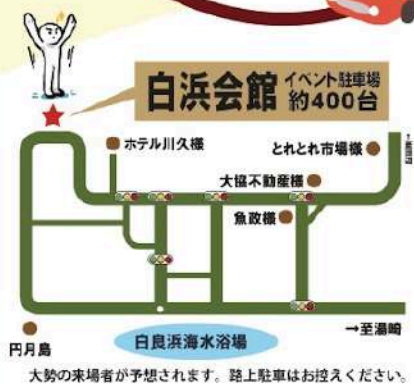 白浜会館 イベント駐車場
約400台
ホテル川久様
とれとれ市場様
大協不動産様
魚政様
白良浜海水浴場
→至湯崎
円月島
大勢の来場者が予想されます。路上駐車はお控えください。